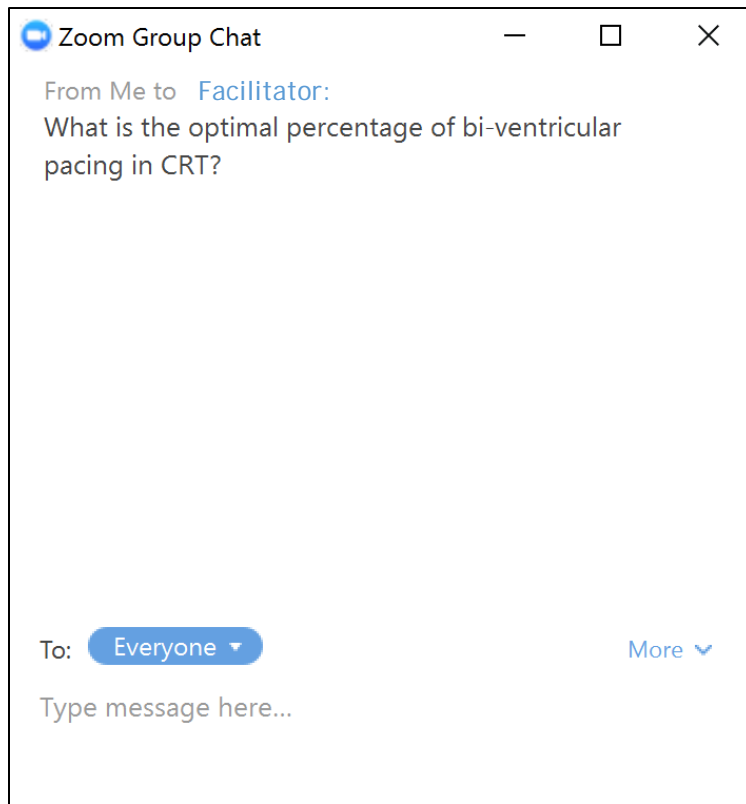 Zoom Group Chat
From Me to Facilitator:
What is the optimal percentage of bi-ventricular
pacing in CRT?
To: Everyone
More
Type message here...